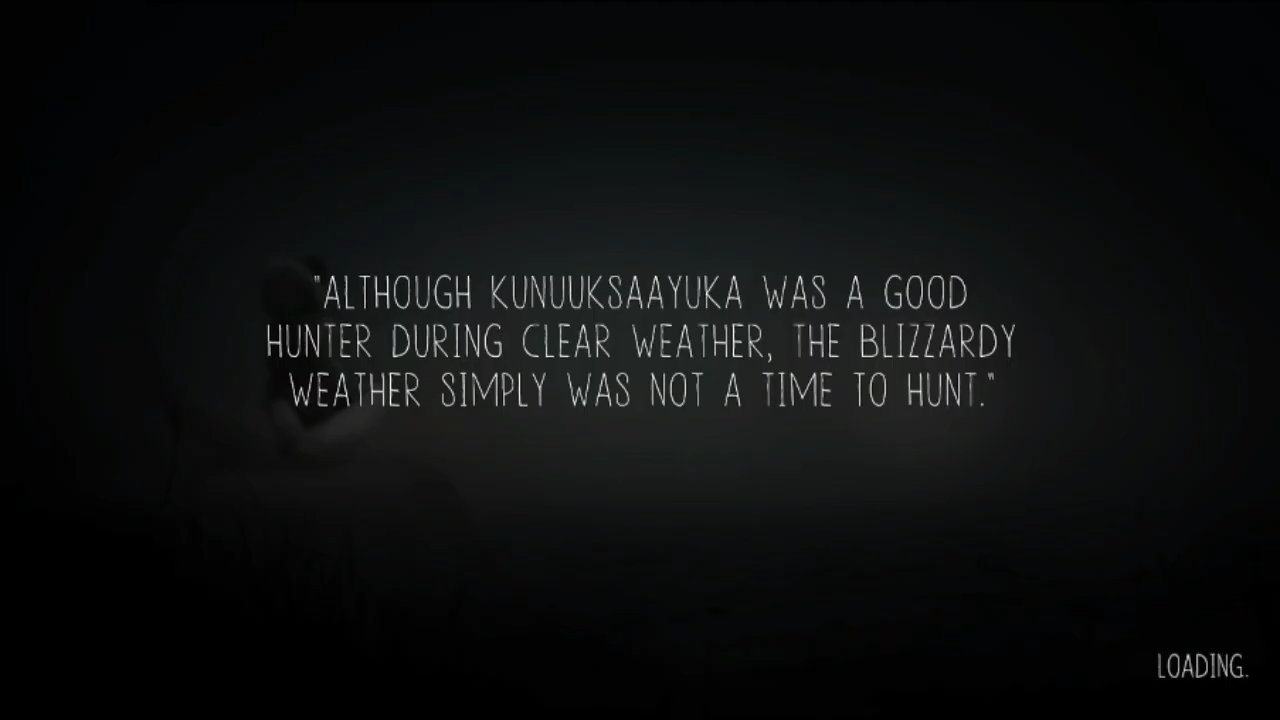 "ALTHOUGH KUNUUKSAAYUKA WAS A GOOD
HUNTER DURING CLEAR WEATHER, THE BLIZZARDY
WEATHER SIMPLY WAS NOT A TIME TO HUNT."
LOADING.